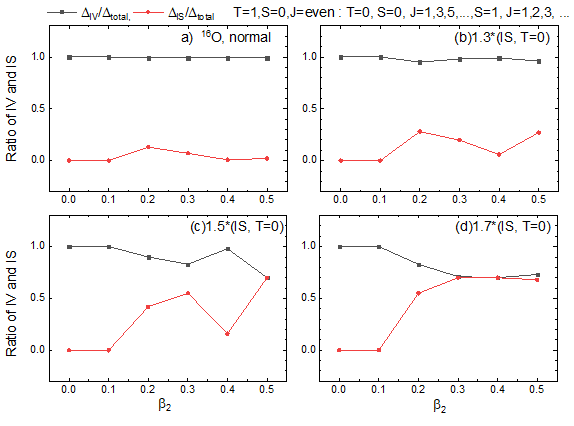 Δ_IV/Δ_total, Δ_IS/Δ_total T=1,S=0,J=even : T=0, S=0, J=1,3,5,...,S=1, J=1,2,3, ...
a) ¹⁶O, normal
(b)1.3*(IS, T=0)
Ratio of IV and IS
1.0
0.5
0.0
1.0
0.5
0.0
0.0 0.1 0.2 0.3 0.4 0.5
0.0 0.1 0.2 0.3 0.4 0.5
(c)1.5*(IS, T=0)
(d)1.7*(IS, T=0)
Ratio of IV and IS
1.0
0.5
0.0
1.0
0.5
0.0
0.0 0.1 0.2 0.3 0.4 0.5
0.0 0.1 0.2 0.3 0.4 0.5
β₂
β₂